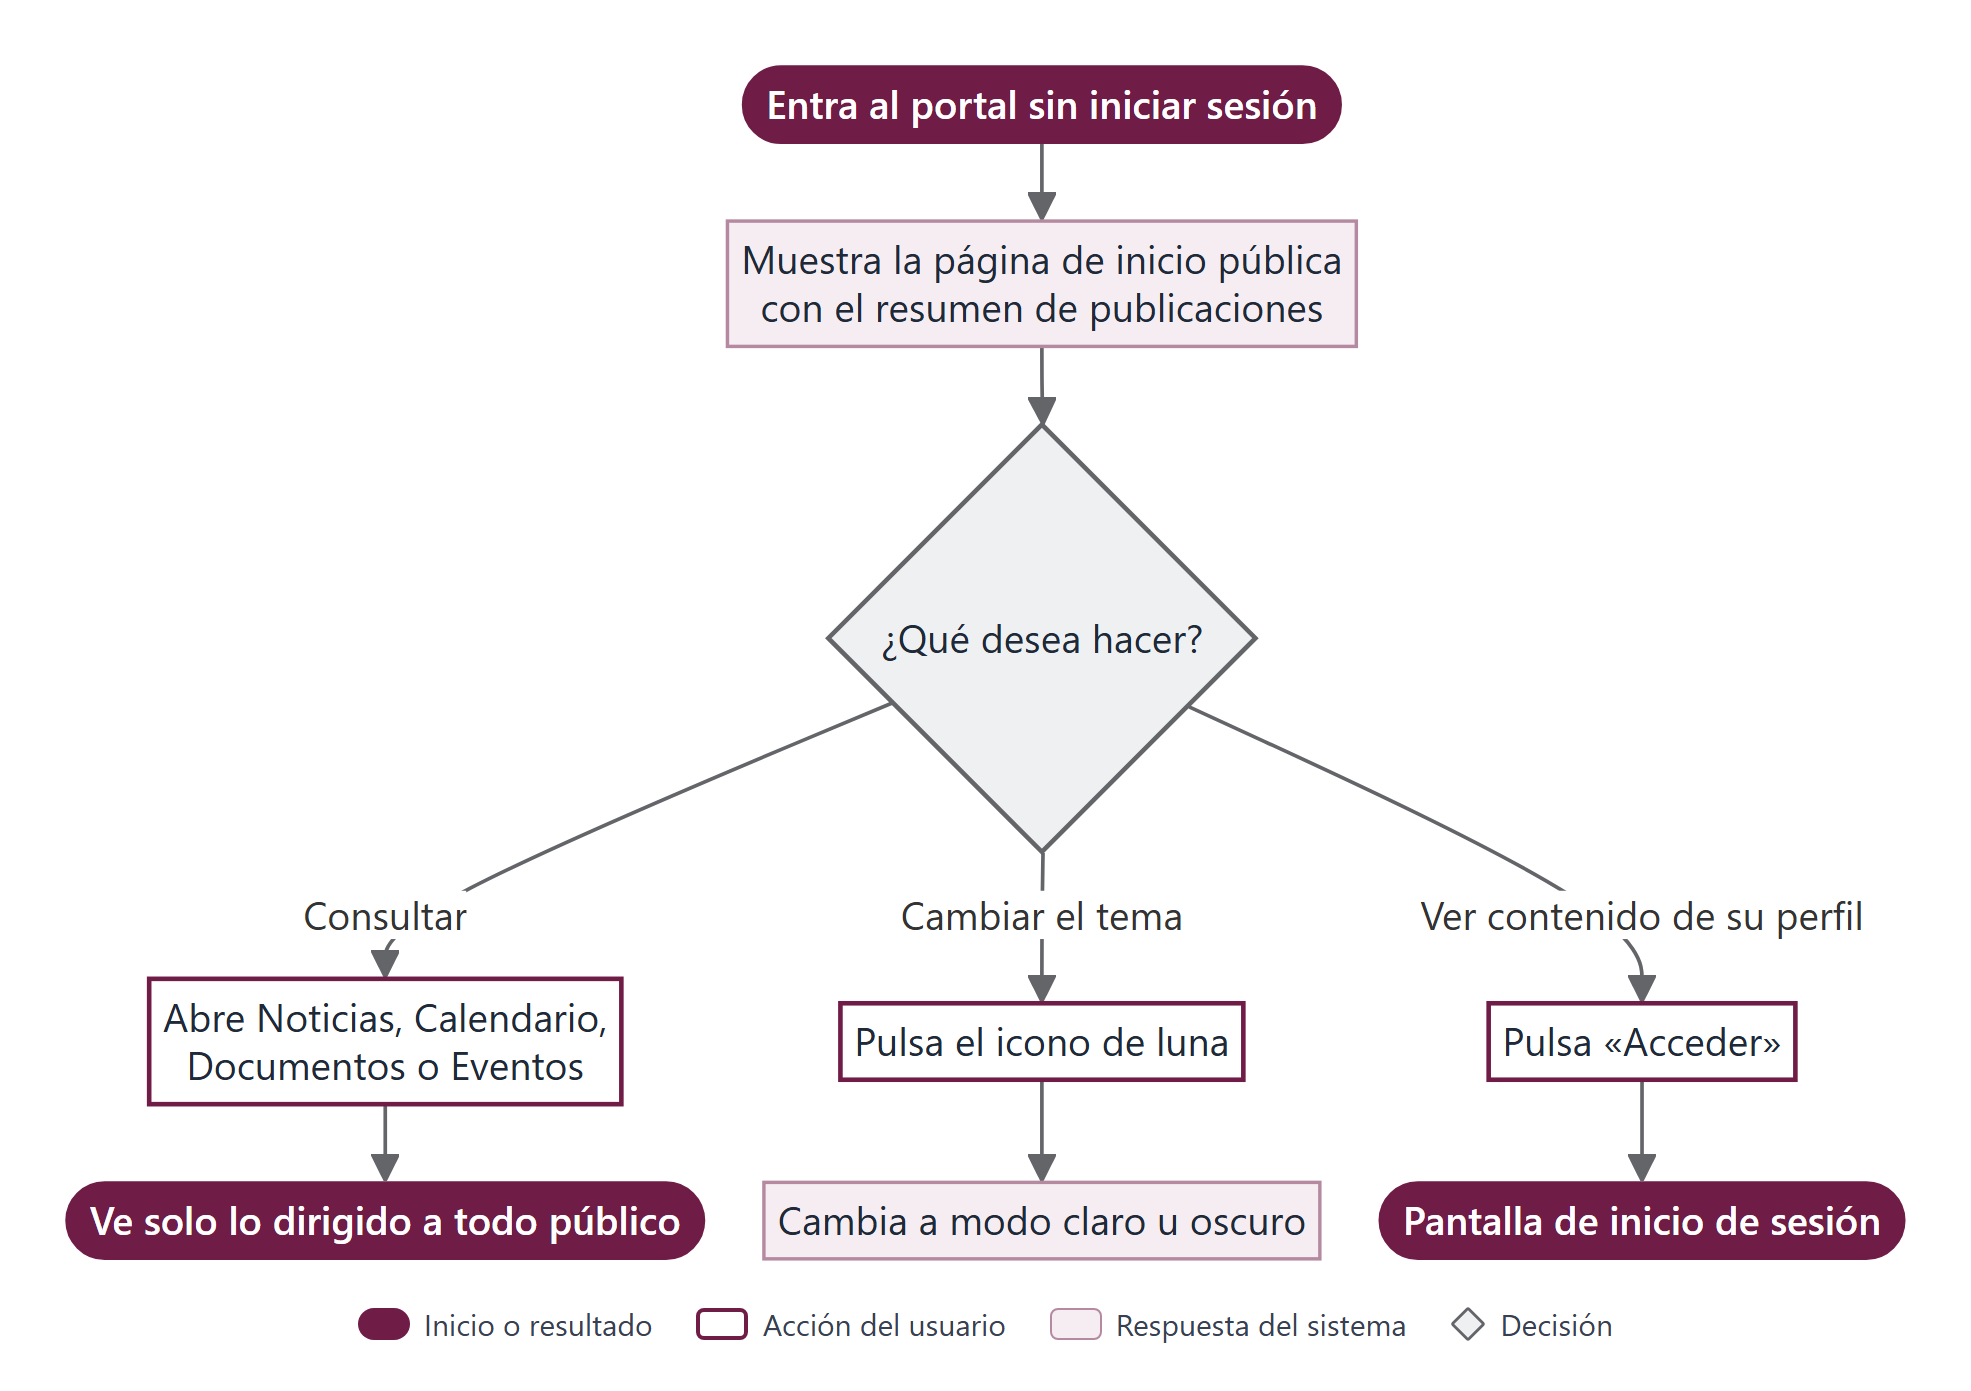 Entra al portal sin iniciar sesión
Muestra la página de inicio pública
con el resumen de publicaciones
¿Qué desea hacer?
Consultar
Cambiar el tema
Ver contenido de su perfil
Abre Noticias, Calendario,
Documentos o Eventos
Pulsa el icono de luna
Pulsa «Acceder»
Ve solo lo dirigido a todo público
Cambia a modo claro u oscuro
Pantalla de inicio de sesión
Inicio o resultado
Acción del usuario
Respuesta del sistema
Decisión